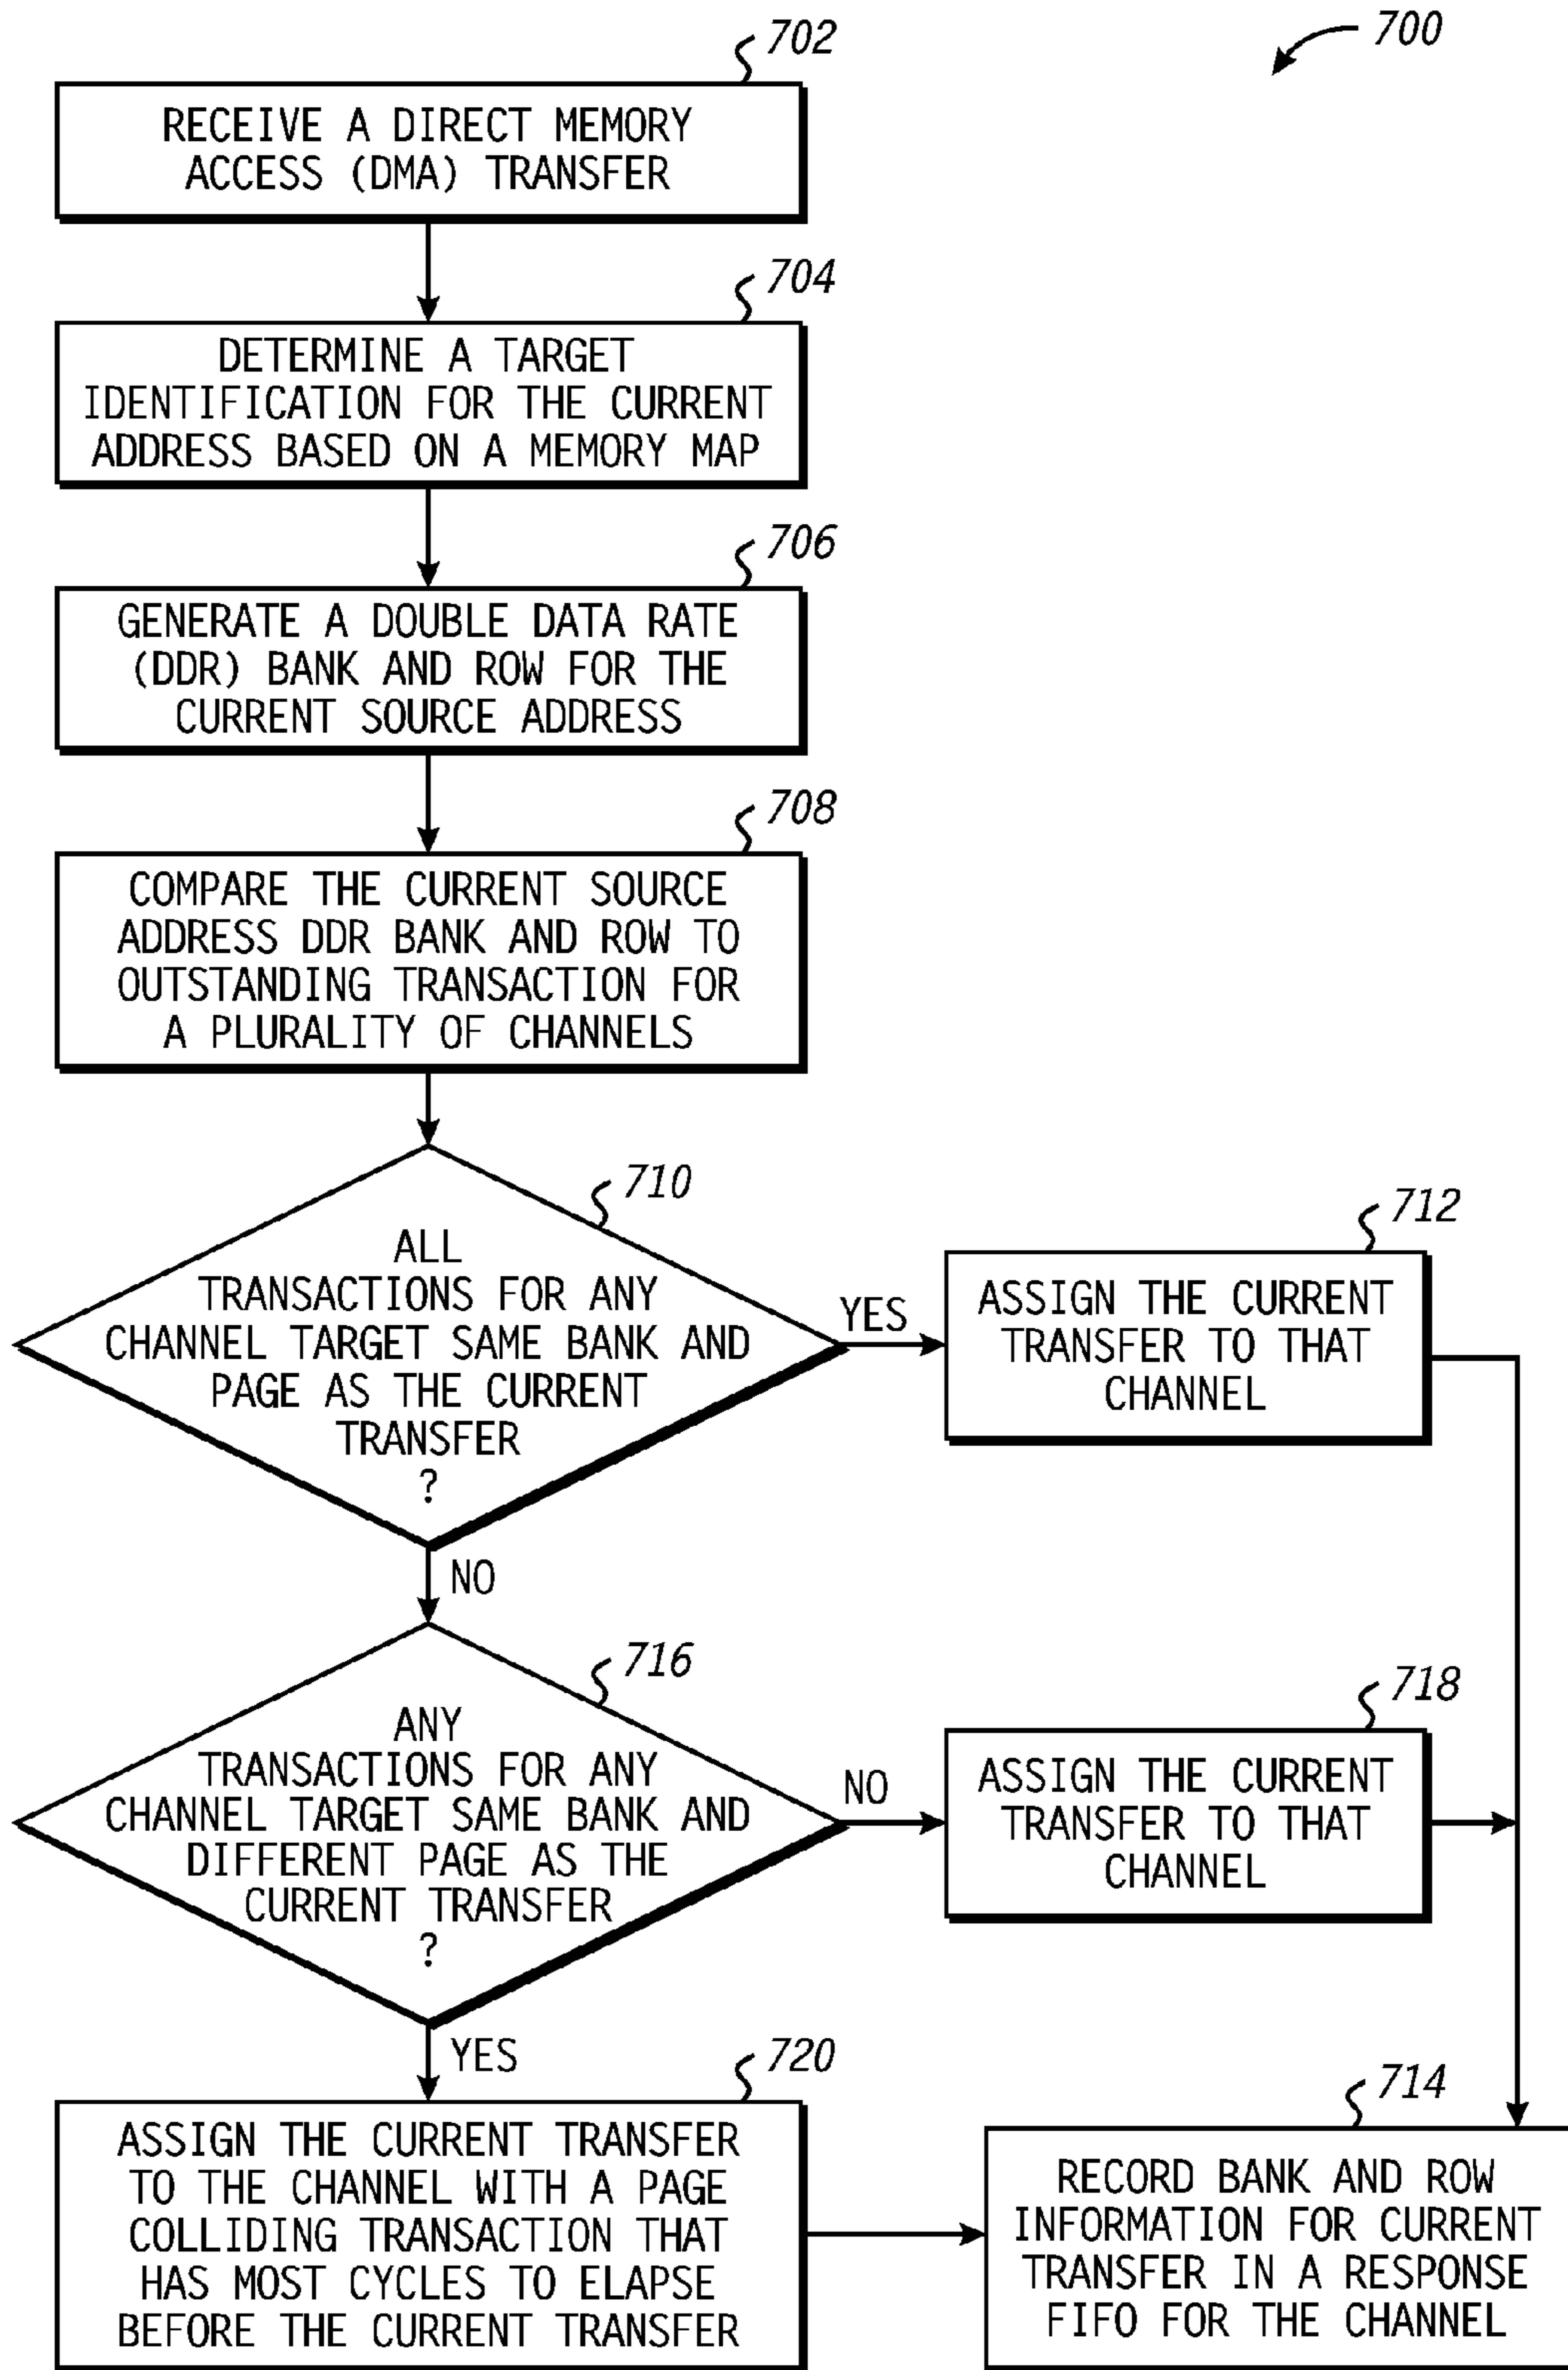 700
702
RECEIVE A DIRECT MEMORY
ACCESS (DMA) TRANSFER
704
DETERMINE A TARGET
IDENTIFICATION FOR THE CURRENT
ADDRESS BASED ON A MEMORY MAP
706
GENERATE A DOUBLE DATA RATE
(DDR) BANK AND ROW FOR THE
CURRENT SOURCE ADDRESS
708
COMPARE THE CURRENT SOURCE
ADDRESS DDR BANK AND ROW TO
OUTSTANDING TRANSACTION FOR
A PLURALITY OF CHANNELS
710
ALL
TRANSACTIONS FOR ANY
CHANNEL TARGET SAME BANK AND
PAGE AS THE CURRENT
TRANSFER
?
YES
712
ASSIGN THE CURRENT
TRANSFER TO THAT
CHANNEL
NO
716
ANY
TRANSACTIONS FOR ANY
CHANNEL TARGET SAME BANK AND
DIFFERENT PAGE AS THE
CURRENT TRANSFER
?
NO
718
ASSIGN THE CURRENT
TRANSFER TO THAT
CHANNEL
YES
720
ASSIGN THE CURRENT TRANSFER
TO THE CHANNEL WITH A PAGE
COLLIDING TRANSACTION THAT
HAS MOST CYCLES TO ELAPSE
BEFORE THE CURRENT TRANSFER
714
RECORD BANK AND ROW
INFORMATION FOR CURRENT
TRANSFER IN A RESPONSE
FIFO FOR THE CHANNEL